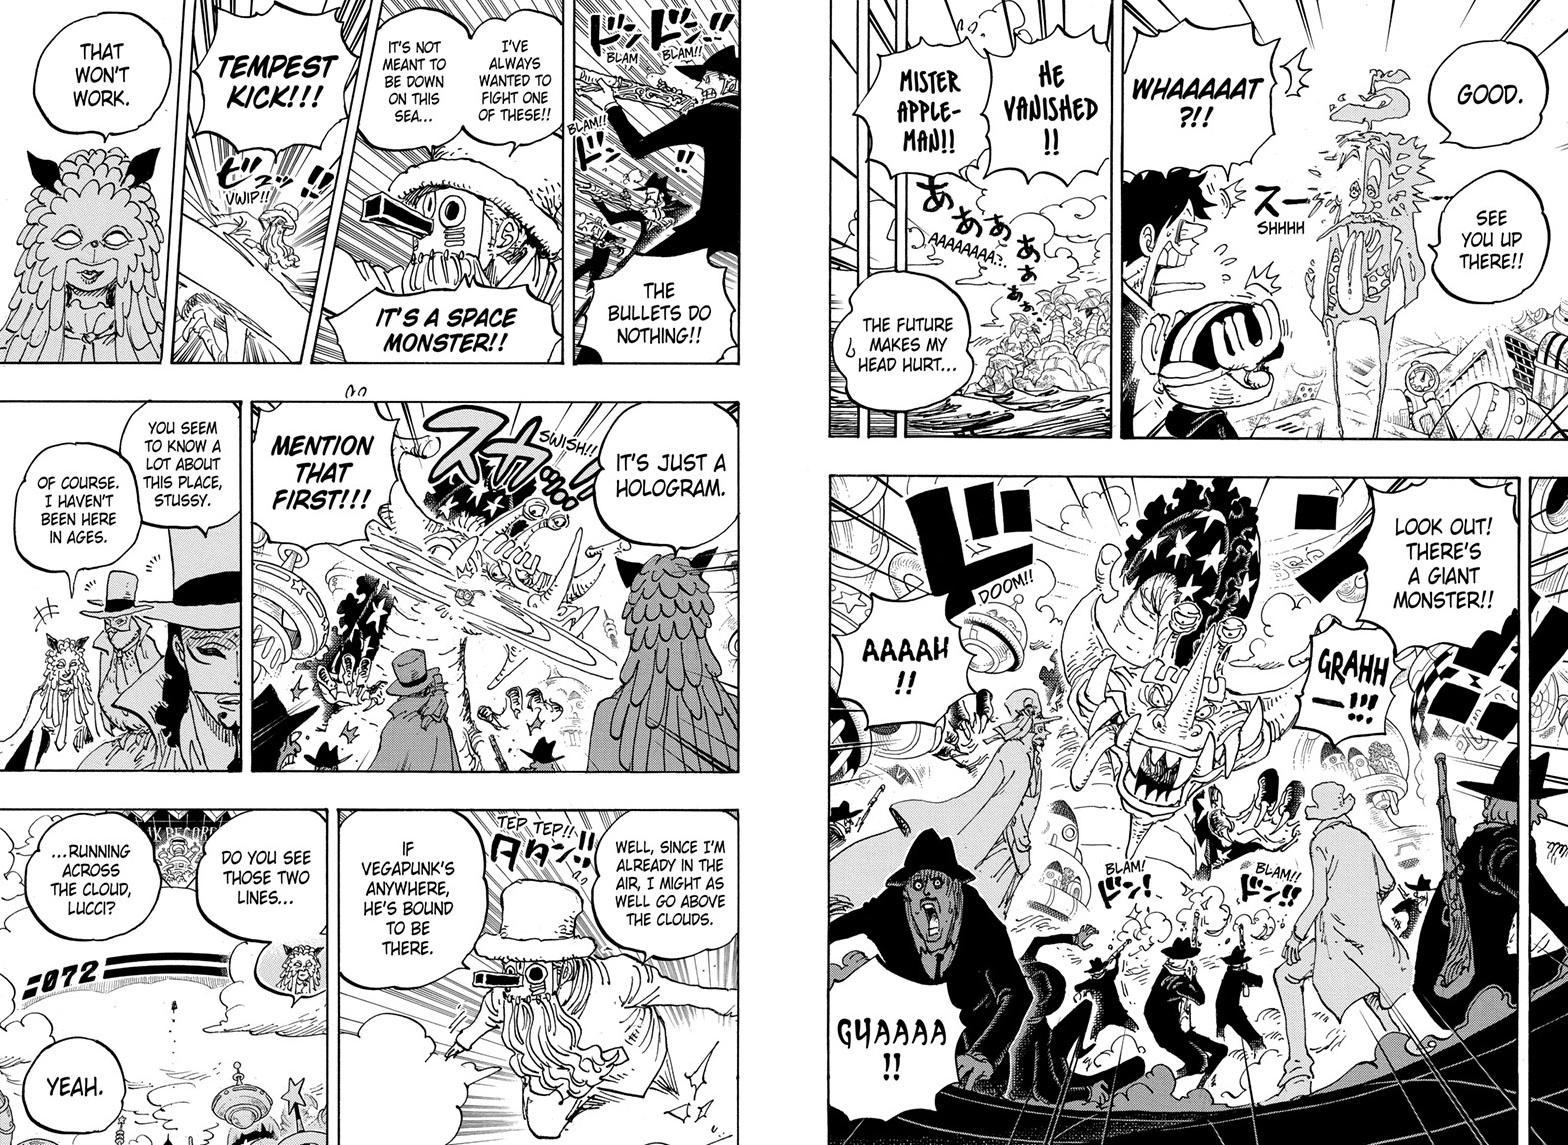 GOOD.
SEE
YOU UP
THERE!!
WHAAAAAT
?!!
スー
SHHHH
HE
VANISHED
!!
MISTER
APPLE-
MAN!!
ああああああぁ
AAAAAAAA?..
THE FUTURE
MAKES MY
HEAD HURT...
LOOK OUT!
THERE'S
A GIANT
MONSTER!!
GRAHH
—!!!
DOOM!!
AAAAH
!!
BLAM!!
ドン!!
BLAM!
ドン!
GYAAAA
!!
ドンドン!!
BLAM
BLAM!!
BLAM!!
ドン
!!
THE
BULLETS DO
NOTHING!!
I'VE
ALWAYS
WANTED TO
FIGHT ONE
OF THESE!!
IT'S NOT
MEANT TO
BE DOWN
ON THIS
SEA...
IT'S A SPACE
MONSTER!!
TEMPEST
KICK!!!
ビュッ!!
VWIP!!
THAT
WON'T
WORK.
IT'S JUST A
HOLOGRAM.
スカッ!!
SWISH!!
MENTION
THAT
FIRST!!!
YOU SEEM
TO KNOW A
LOT ABOUT
THIS PLACE,
STUSSY.
OF COURSE.
I HAVEN'T
BEEN HERE
IN AGES.
WELL, SINCE I'M
ALREADY IN THE
AIR, I MIGHT AS
WELL GO ABOVE
THE CLOUDS.
TEP TEP!!
タタン!!
IF
VEGAPUNK'S
ANYWHERE,
HE'S BOUND
TO BE
THERE.
DO YOU SEE
THOSE TWO
LINES...
...RUNNING
ACROSS
THE CLOUD,
LUCCI?
=072
YEAH.